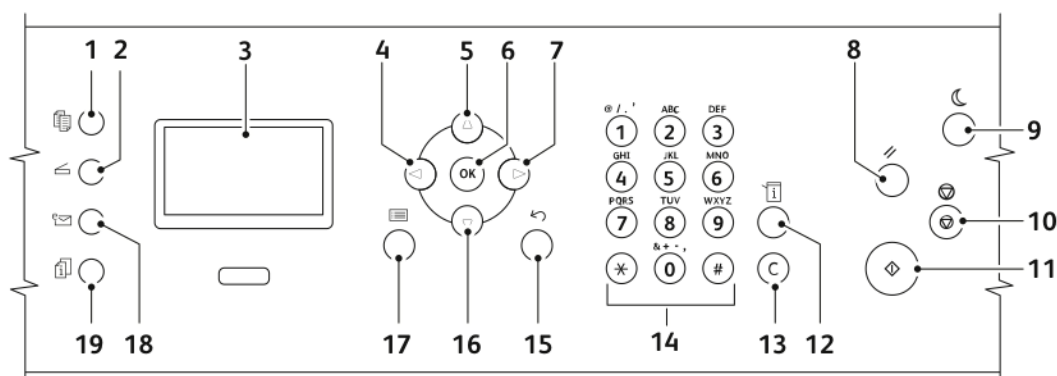 1 2 3 4 5 6 7 8
9
10
11
@ / . ' ABC DEF
1 2 3
GHI JKL MNO
4 5 6
PQRS TUV WXYZ
7 8 9
& + - ,
* 0 #
OK
i
C
i
19 18 17 16 15 14 13 12